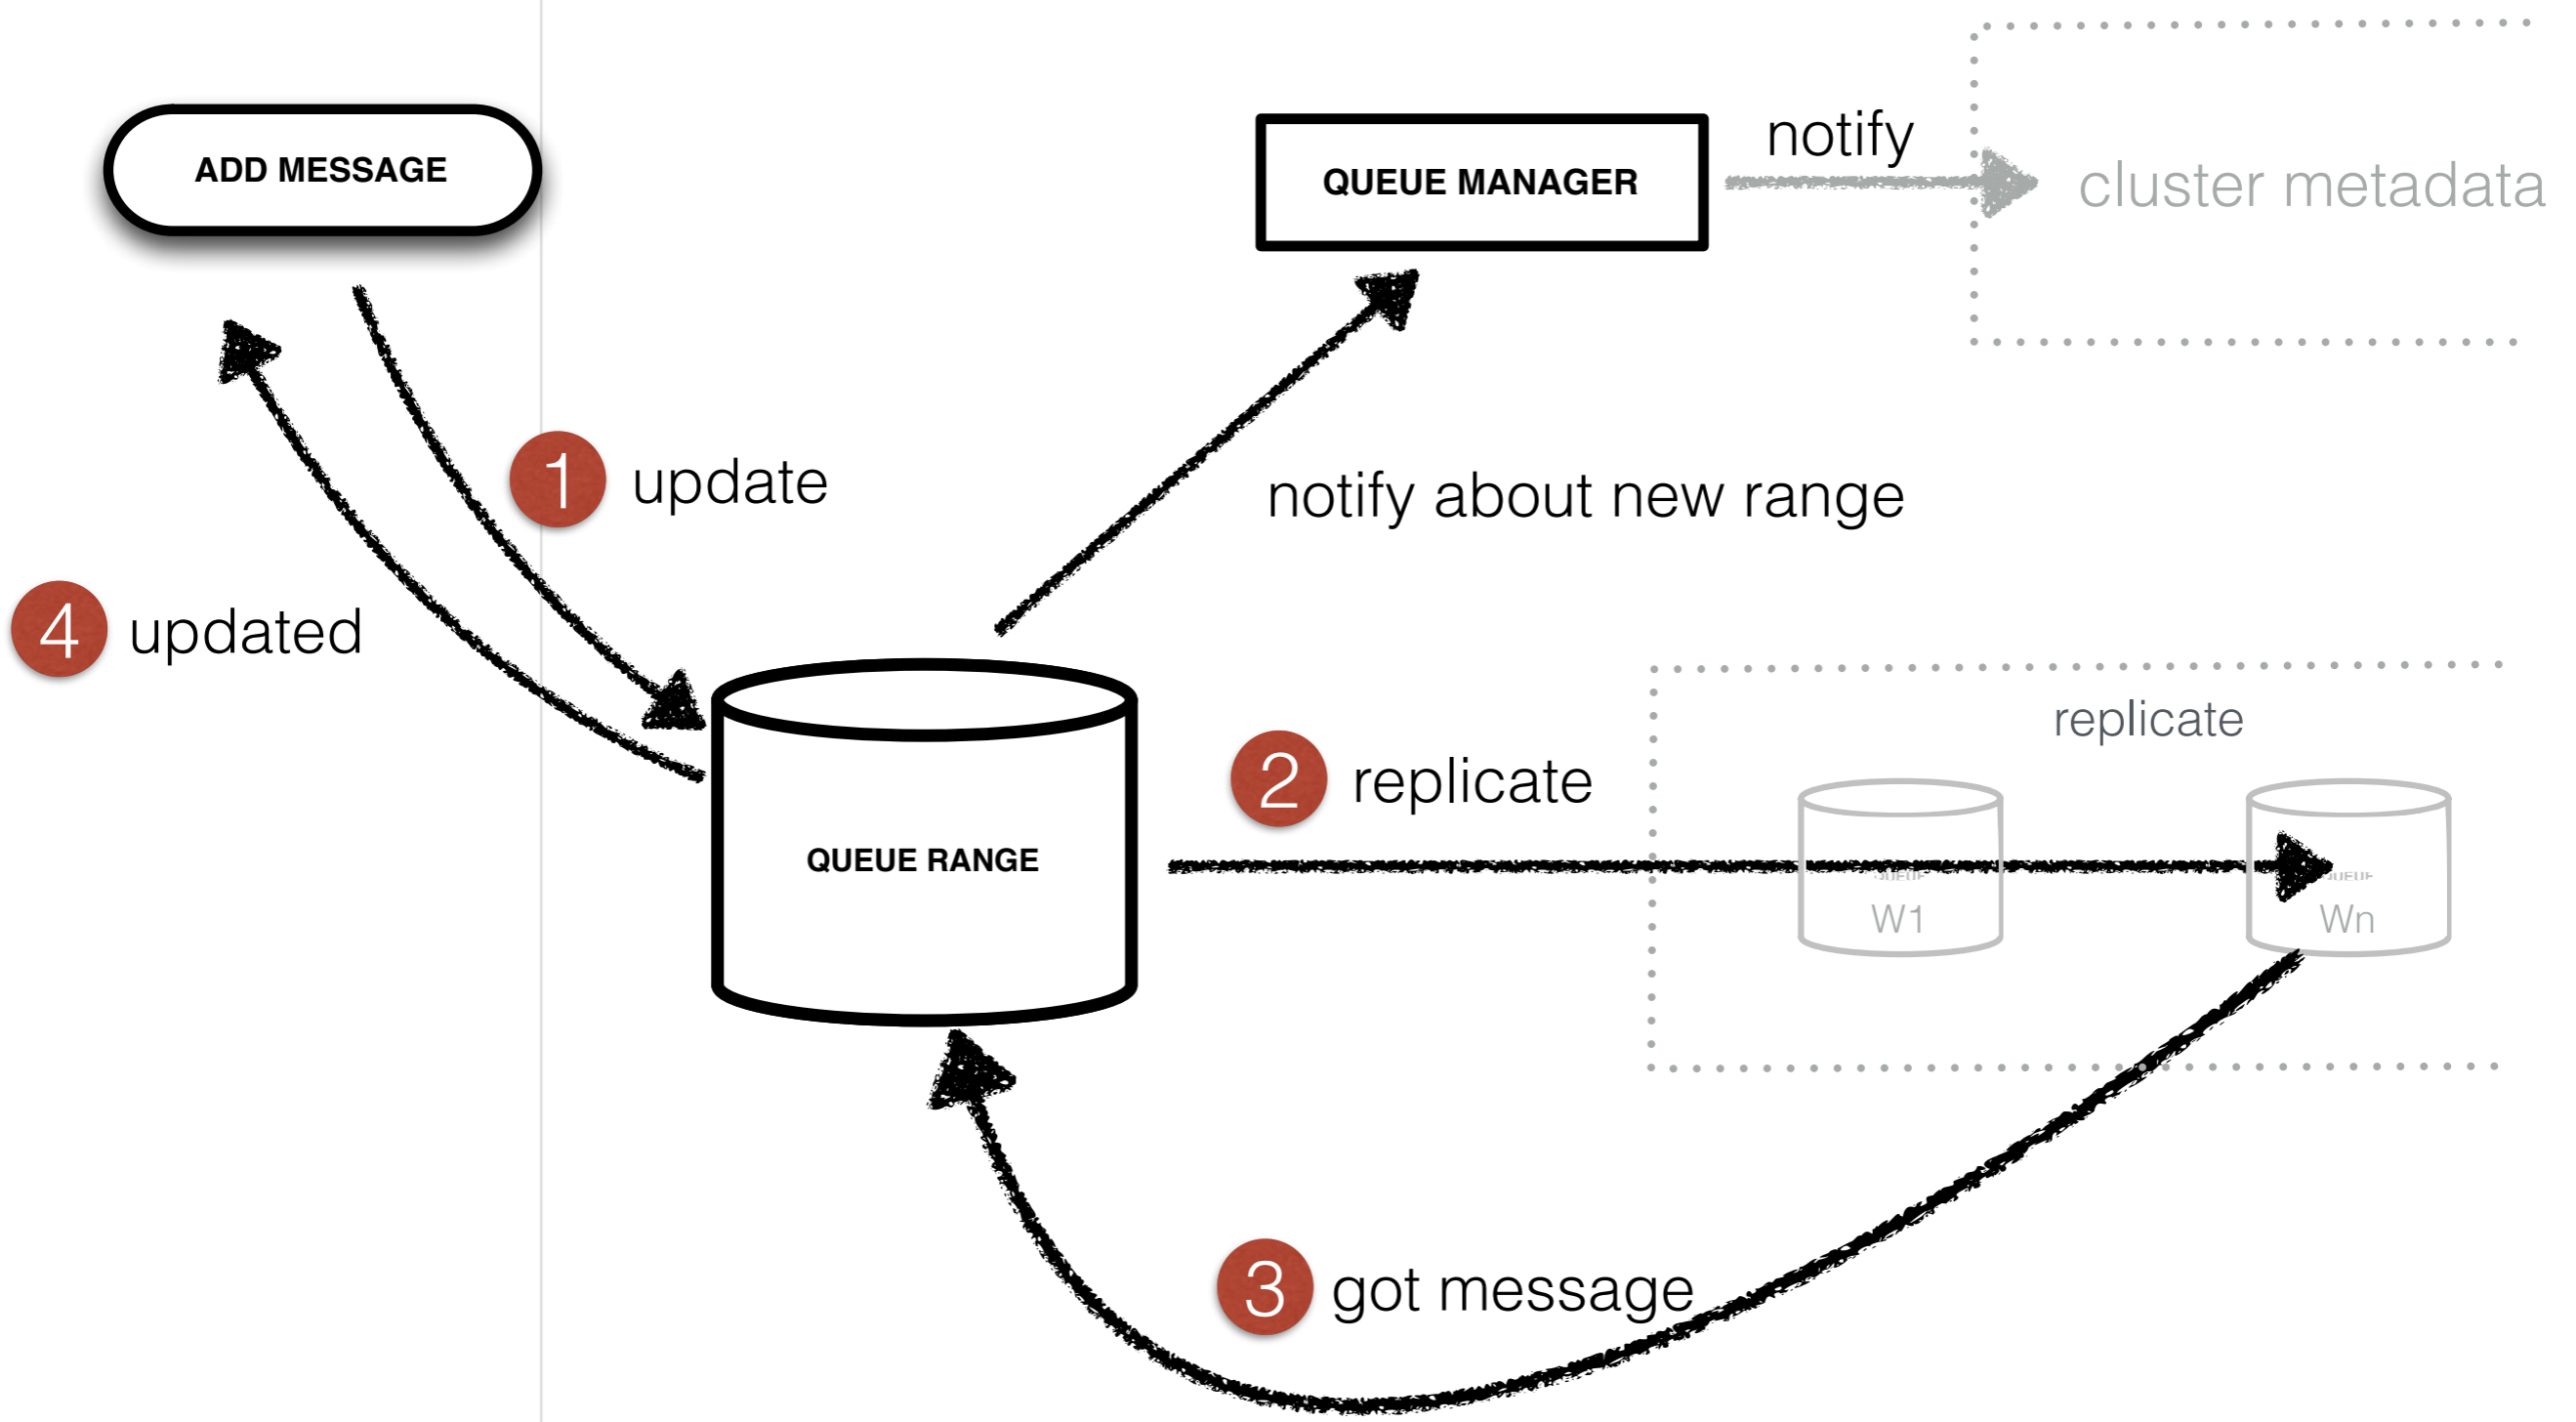 ADD MESSAGE
QUEUE MANAGER
notify
cluster metadata
1 update
notify about new range
4 updated
replicate
2 replicate
QUEUE RANGE
W1
Wn
3 got message